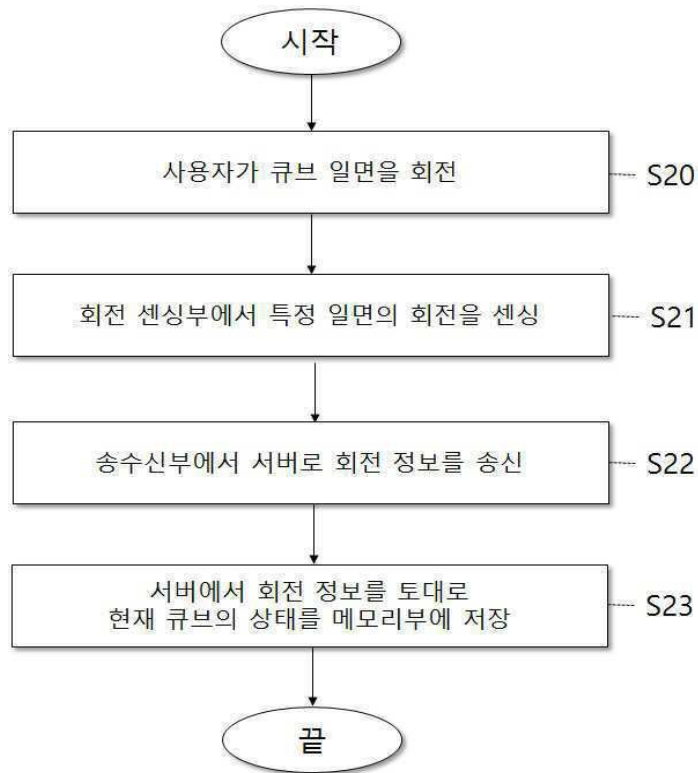 시작
사용자가 큐브 일면을 회전
S20
회전 센싱부에서 특정 일면의 회전을 센싱
S21
송수신부에서 서버로 회전 정보를 송신
S22
서버에서 회전 정보를 토대로
현재 큐브의 상태를 메모리부에 저장
S23
끝